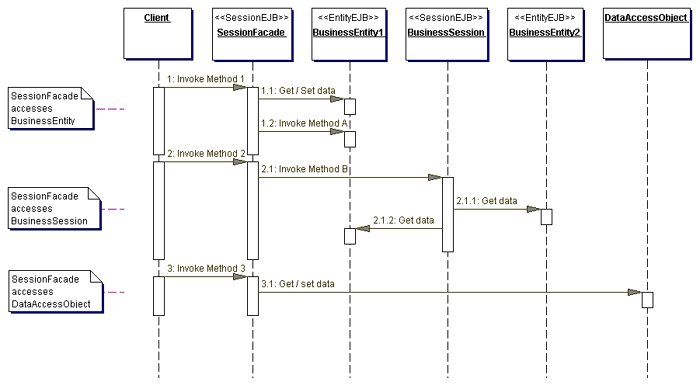 Client
<<SessionEJB>>
SessionFacade
<<EntityEJB>>
BusinessEntity1
<<SessionEJB>>
BusinessSession
<<EntityEJB>>
BusinessEntity2
DataAccessObject
SessionFacade
accesses
BusinessEntity
1: Invoke Method 1
1.1: Get / Set data
1.2: Invoke Method A
2: Invoke Method 2
2.1: Invoke Method B
SessionFacade
accesses
BusinessSession
2.1.1: Get data
2.1.2: Get data
3: Invoke Method 3
SessionFacade
accesses
DataAccessObject
3.1: Get / set data